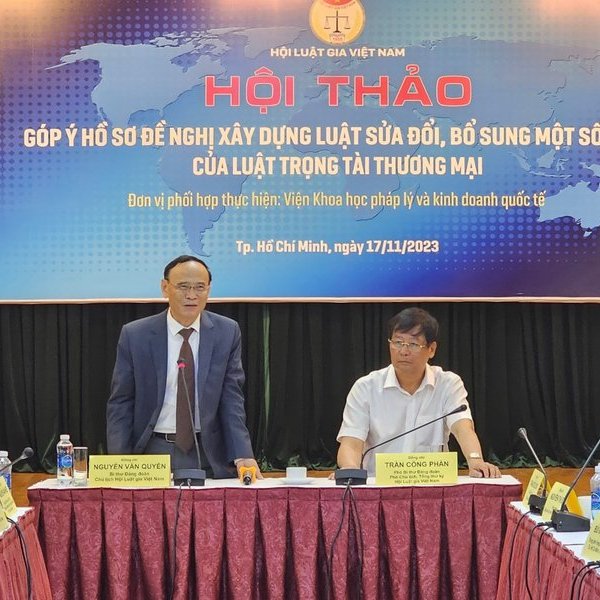 HỘI LUẬT GIA VIỆT NAM
HỘI THẢO
GÓP Ý HỒ SƠ ĐỀ NGHỊ XÂY DỰNG LUẬT SỬA ĐỔI, BỔ SUNG MỘT SỐ
CỦA LUẬT TRỌNG TÀI THƯƠNG MẠI
Đơn vị phối hợp thực hiện: Viện Khoa học pháp lý và kinh doanh quốc tế
Tp. Hồ Chí Minh, ngày 17/11/2023
Đồng chí
NGUYỄN VĂN QUYỀN
Bí thư Đảng đoàn
Chủ tịch Hội Luật gia Việt Nam
Đồng chí
TRẦN CÔNG PHÀN
Phó Bí thư Đảng đoàn
Phó Chủ tịch, Tổng thư ký
Hội Luật gia Việt Nam